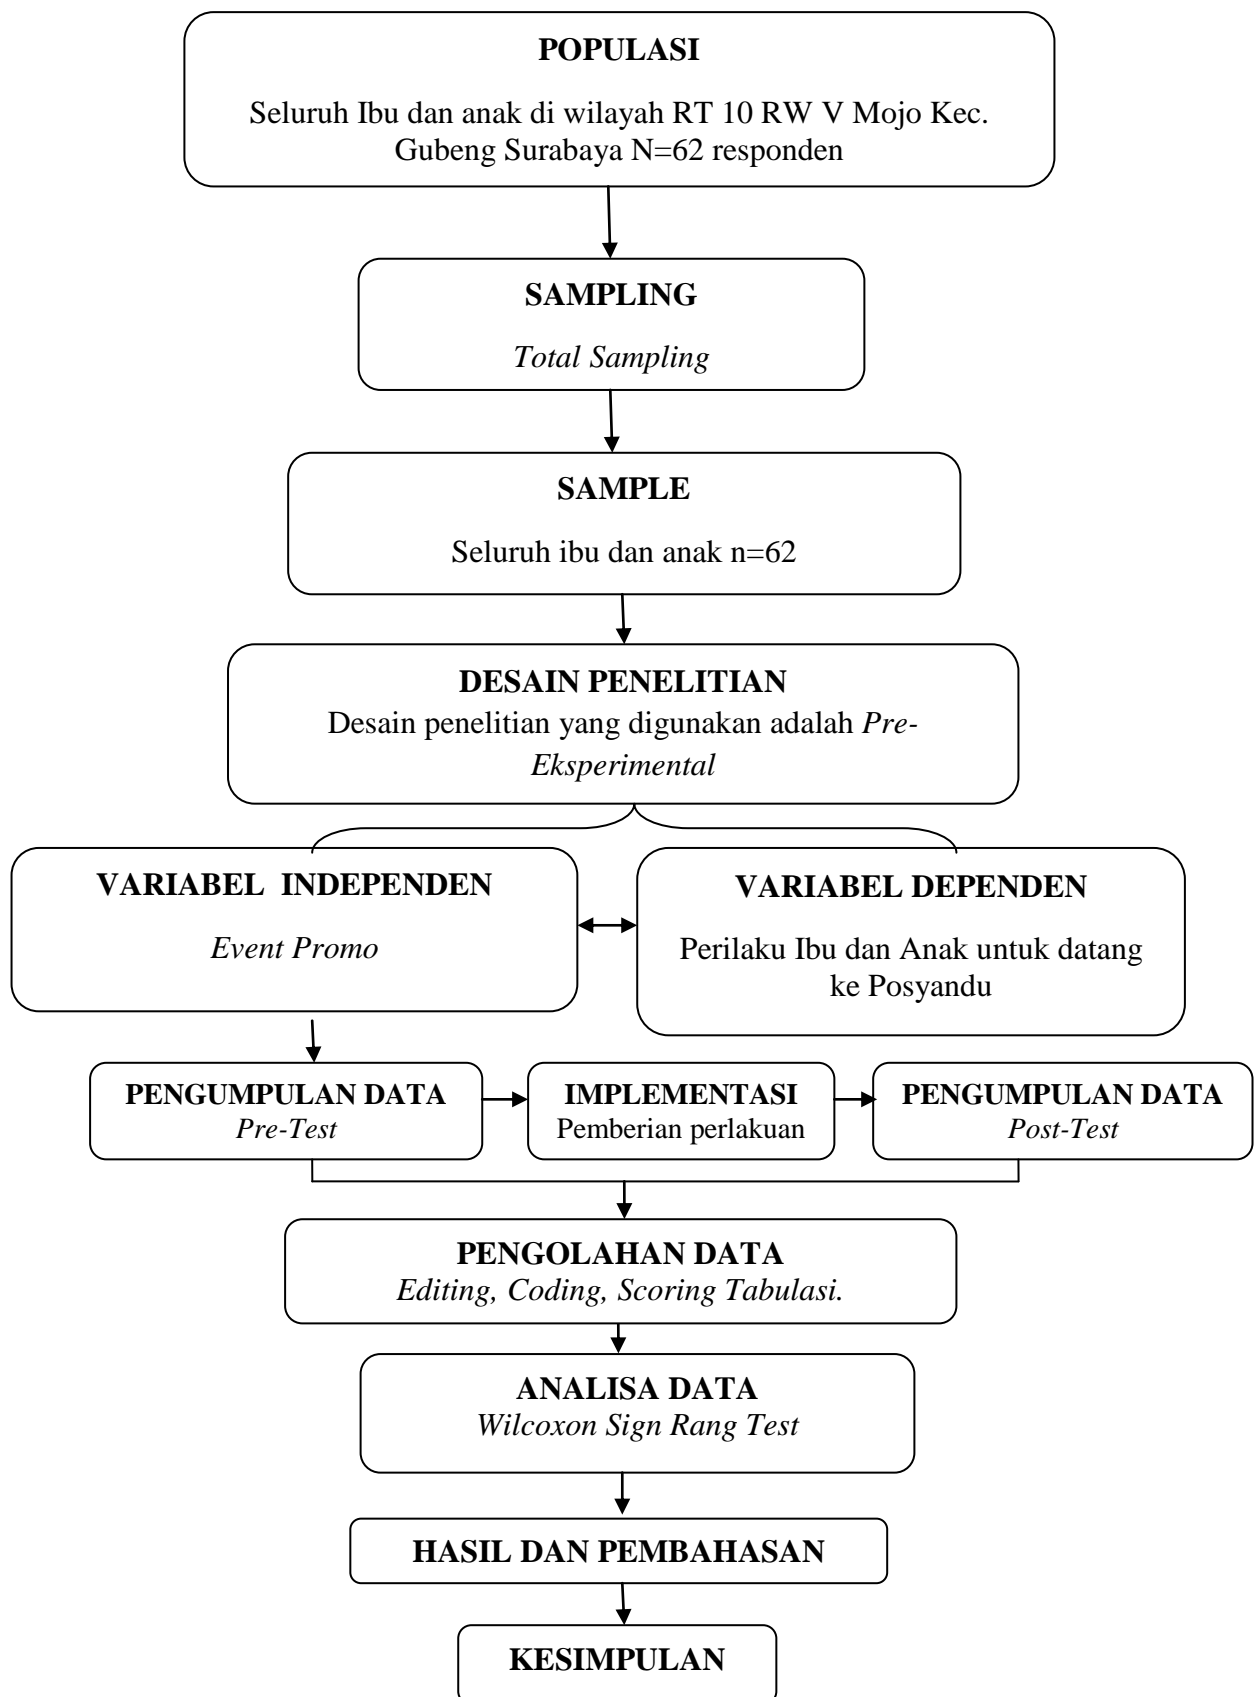 POPULASI
Seluruh Ibu dan anak di wilayah RT 10 RW V Mojo Kec.
Gubeng Surabaya N=62 responden
SAMPLING
Total Sampling
SAMPLE
Seluruh ibu dan anak n=62
DESAIN PENELITIAN
Desain penelitian yang digunakan adalah Pre-
Eksperimental
VARIABEL INDEPENDEN
Event Promo
VARIABEL DEPENDEN
Perilaku Ibu dan Anak untuk datang
ke Posyandu
PENGUMPULAN DATA
Pre-Test
IMPLEMENTASI
Pemberian perlakuan
PENGUMPULAN DATA
Post-Test
PENGOLAHAN DATA
Editing, Coding, Scoring Tabulasi.
ANALISA DATA
Wilcoxon Sign Rang Test
HASIL DAN PEMBAHASAN
KESIMPULAN